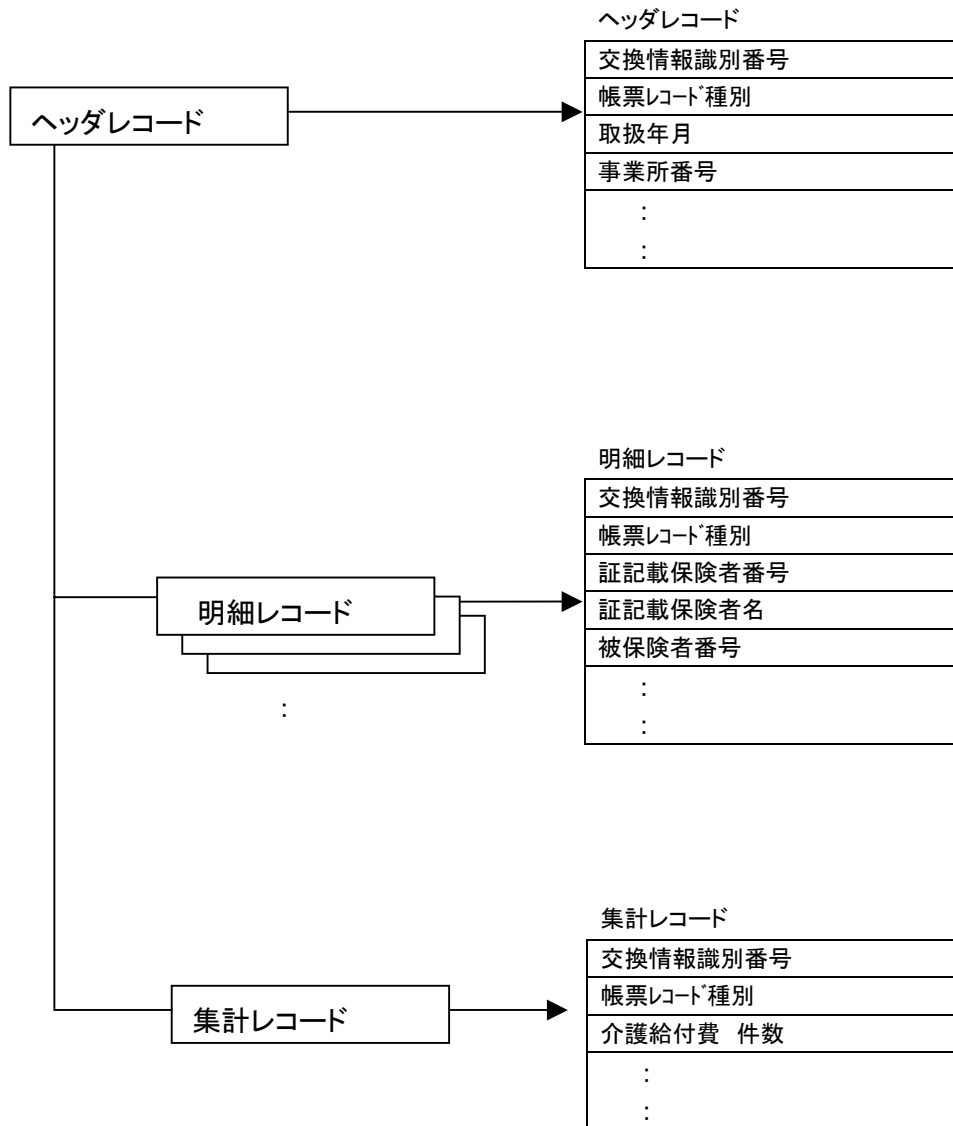 ヘッダレコード
交換情報識別番号
帳票ﾚｺｰﾄﾞ種別
取扱年月
事業所番号
:
:
ヘッダレコード
明細レコード
交換情報識別番号
帳票ﾚｺｰﾄﾞ種別
証記載保険者番号
証記載保険者名
被保険者番号
:
:
明細レコード
:
集計レコード
交換情報識別番号
帳票ﾚｺｰﾄﾞ種別
介護給付費　件数
:
:
集計レコード